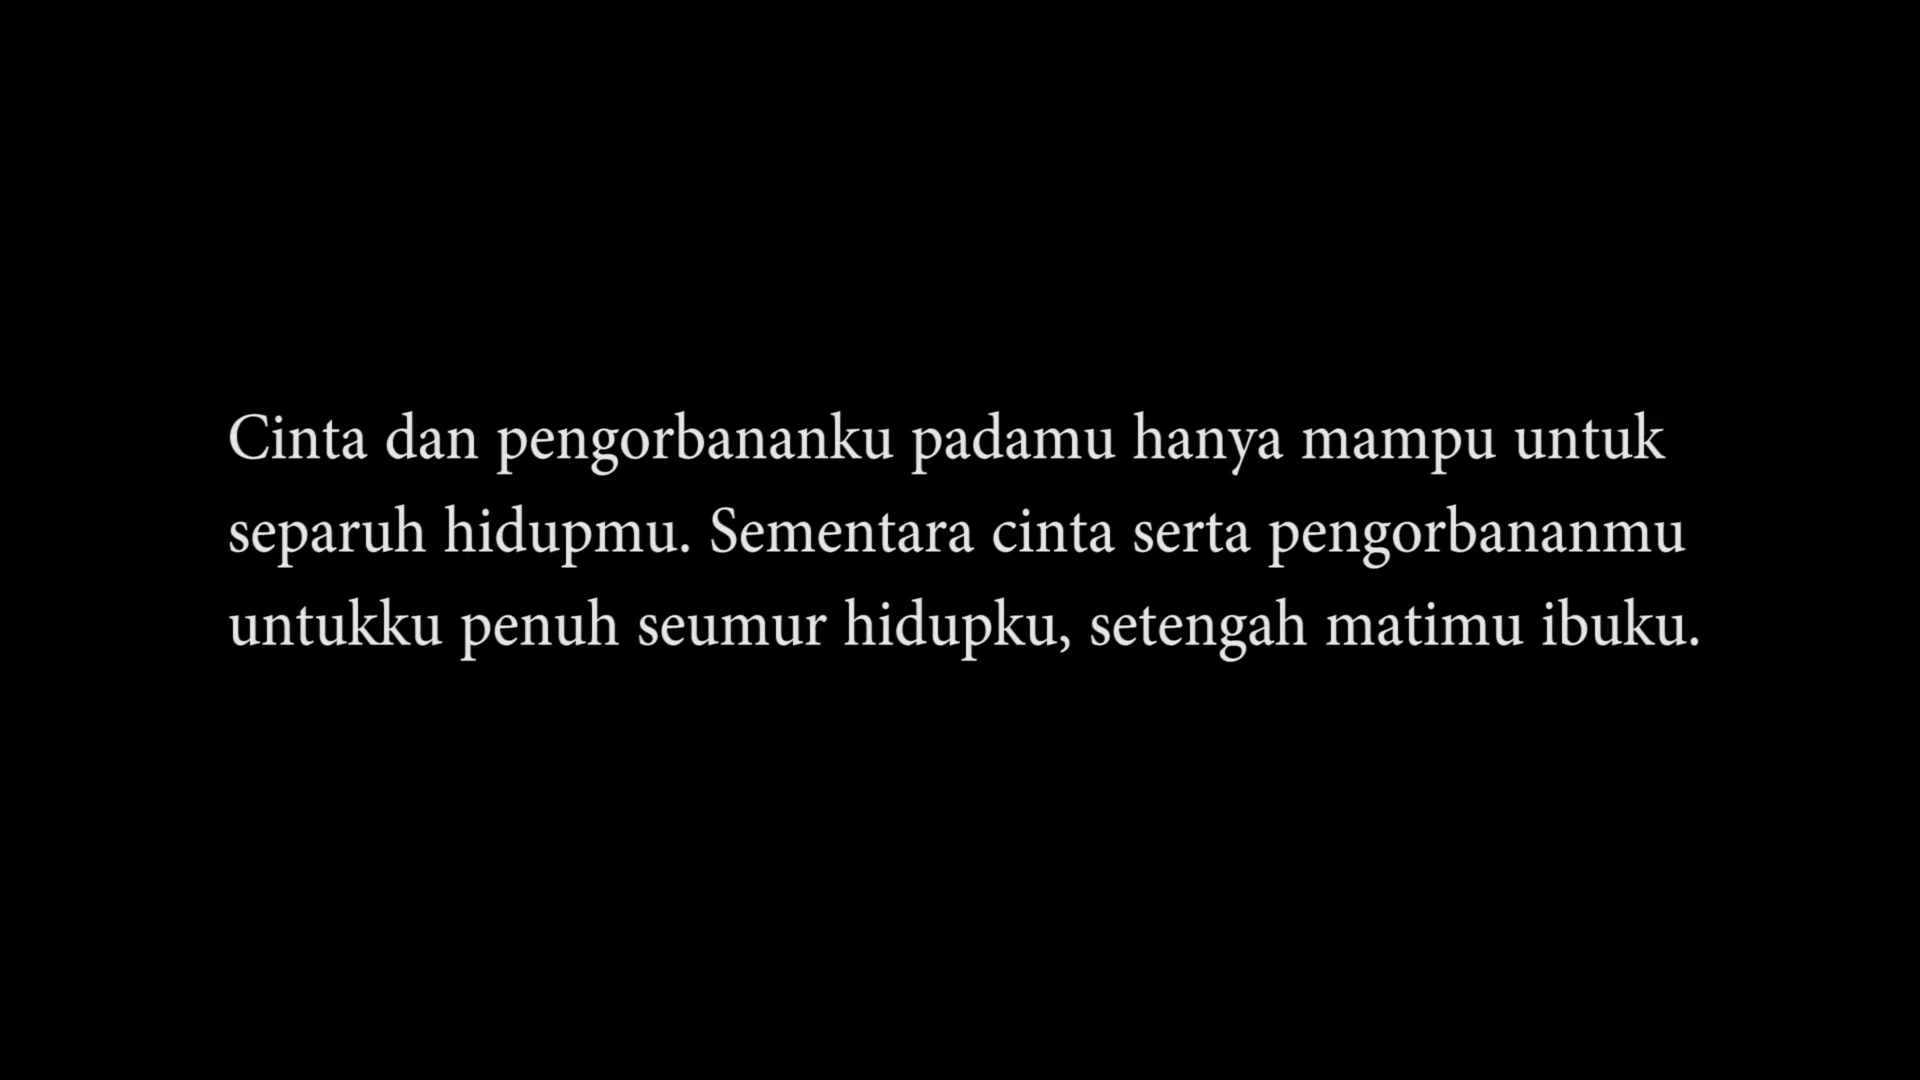 Cinta dan pengorbananku padamu hanya mampu untuk
separuh hidupmu. Sementara cinta serta pengorbananmu
untukku penuh seumur hidupku, setengah matimu ibuku.